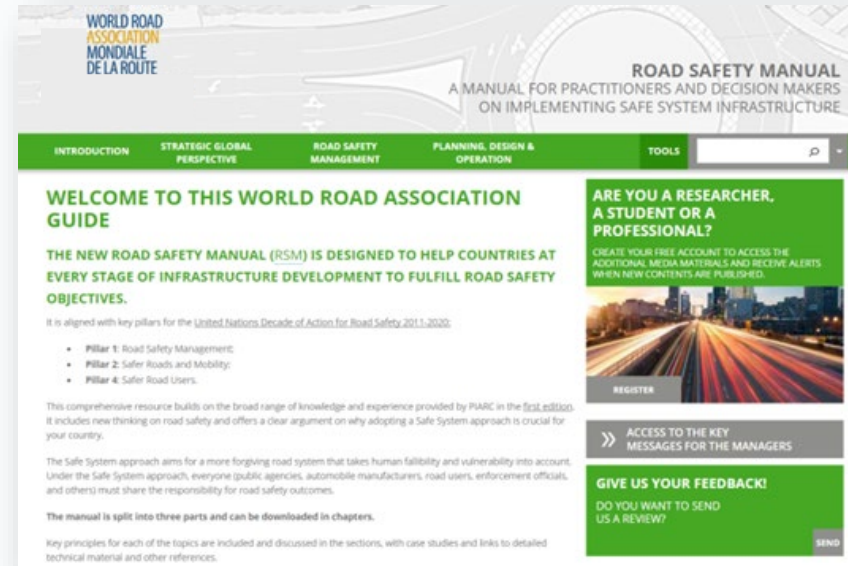 WORLD ROAD
ASSOCIATION
MONDIALE
DE LA ROUTE
ROAD SAFETY MANUAL
A MANUAL FOR PRACTITIONERS AND DECISION MAKERS
ON IMPLEMENTING SAFE SYSTEM INFRASTRUCTURE
INTRODUCTION
STRATEGIC GLOBAL
PERSPECTIVE
ROAD SAFETY
MANAGEMENT
PLANNING, DESIGN &
OPERATION
TOOLS
WELCOME TO THIS WORLD ROAD ASSOCIATION
GUIDE
THE NEW ROAD SAFETY MANUAL (RSM) IS DESIGNED TO HELP COUNTRIES AT
EVERY STAGE OF INFRASTRUCTURE DEVELOPMENT TO FULFILL ROAD SAFETY
OBJECTIVES.
It is aligned with key pillars for the United Nations Decade of Action for Road Safety 2011-2020:
• Pillar 1: Road Safety Management;
• Pillar 2: Safer Roads and Mobility;
• Pillar 4: Safer Road Users.
This comprehensive resource builds on the broad range of knowledge and experience provided by PIARC in the first edition.
It includes new thinking on road safety and offers a clear argument on why adopting a Safe System approach is crucial for
your country.
The Safe System approach aims for a more forgiving road system that takes human fallibility and vulnerability into account.
Under the Safe System approach, everyone (public agencies, automobile manufacturers, road users, enforcement officials,
and others) must share the responsibility for road safety outcomes.
The manual is split into three parts and can be downloaded in chapters.
Key principles for each of the topics are included and discussed in the sections, with case studies and links to detailed
technical material and other references.
ARE YOU A RESEARCHER,
A STUDENT OR A
PROFESSIONAL?
CREATE YOUR FREE ACCOUNT TO ACCESS THE
ADDITIONAL MEDIA MATERIALS AND RECEIVE ALERTS
WHEN NEW CONTENTS ARE PUBLISHED.
REGISTER
ACCESS TO THE KEY
MESSAGES FOR THE MANAGERS
GIVE US YOUR FEEDBACK!
DO YOU WANT TO SEND
US A REVIEW?
SEND